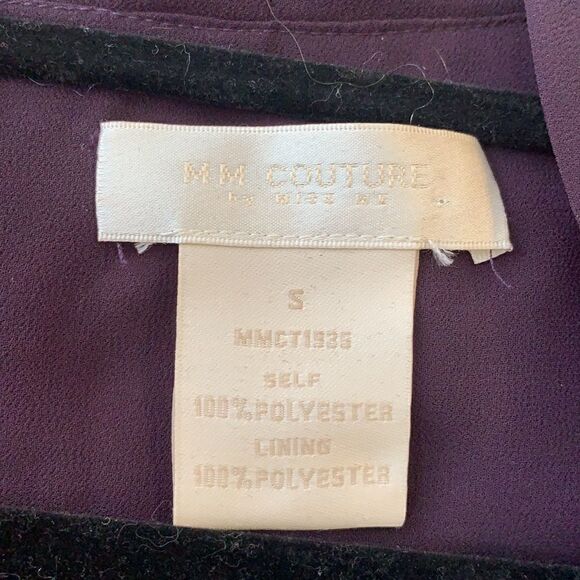 MM COUTURE
by MISS ME
S
MMCT1935
SELF
100% POLYESTER
LINING
100% POLYESTER